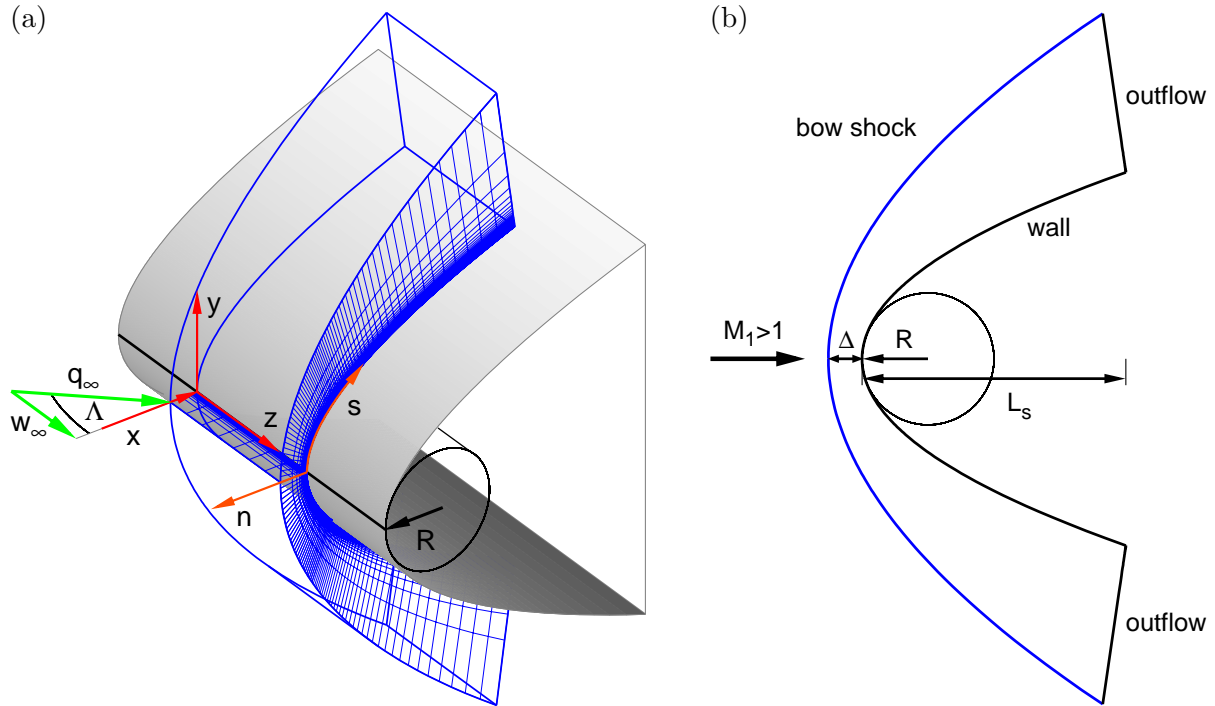 (a)
y
q∞
Λ
w∞
x
z
s
n
R
(b)
outflow
bow shock
wall
M1>1
Δ
R
Ls
outflow